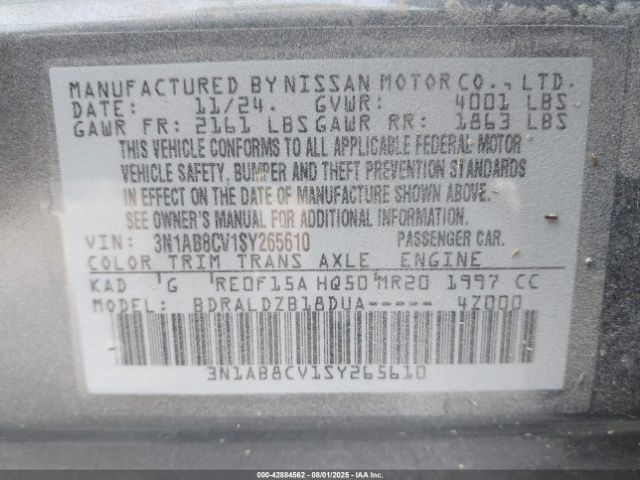 MANUFACTURED BY NISSAN MOTOR CO., LTD.
DATE: 11/24. GVWR: 4001 LBS
GAWR FR: 2161 LBS GAWR RR: 1863 LBS
THIS VEHICLE CONFORMS TO ALL APPLICABLE FEDERAL MOTOR
VEHICLE SAFETY, BUMPER AND THEFT PREVENTION STANDARDS
IN EFFECT ON THE DATE OF MANUFACTURE SHOWN ABOVE.
SEE OWNER'S MANUAL FOR ADDITIONAL INFORMATION.
VIN: 3N1AB8CV1SY265610 PASSENGER CAR.
COLOR TRIM TRANS AXLE ENGINE
KAD G RE0F15A HQ50 MR20 1997 CC
MODEL: BDRALDZB18DUA----- 4Z000
3N1AB8CV1SY265610
000-42884562 - 08/01/2025 - IAAI.COM